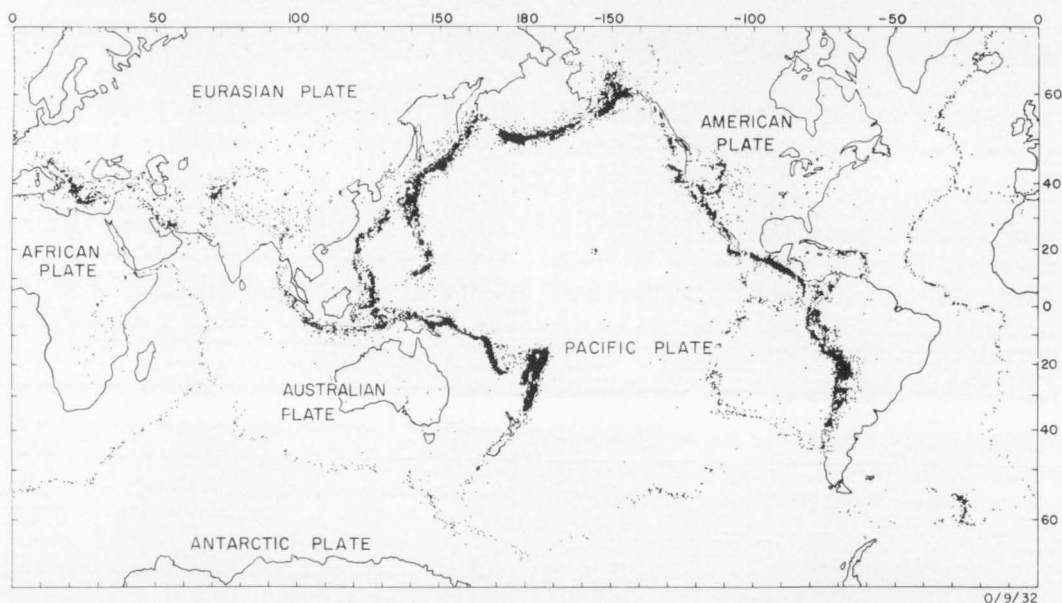 0 50 100 150 180 -150 -100 -50 0
EURASIAN PLATE
60
AMERICAN
PLATE
40
AFRICAN
PLATE
20
0
PACIFIC PLATE
20
AUSTRALIAN
PLATE
40
60
ANTARCTIC PLATE
0/9/32